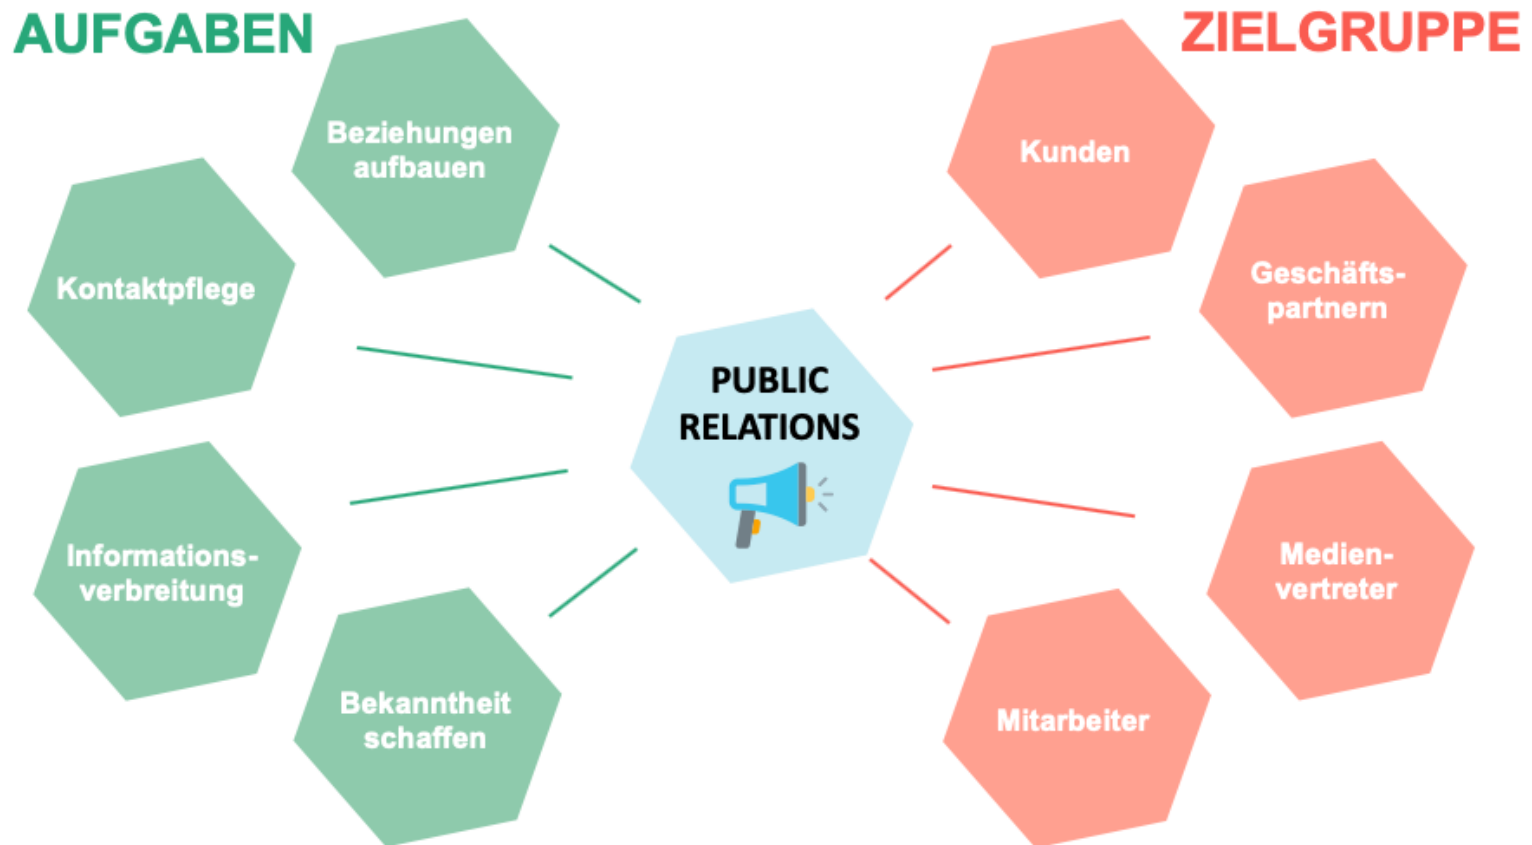 AUFGABEN
Beziehungen
aufbauen
Kontaktpflege
Informations-
verbreitung
Bekanntheit
schaffen
PUBLIC
RELATIONS
ZIELGRUPPE
Kunden
Geschäfts-
partnern
Medien-
vertreter
Mitarbeiter